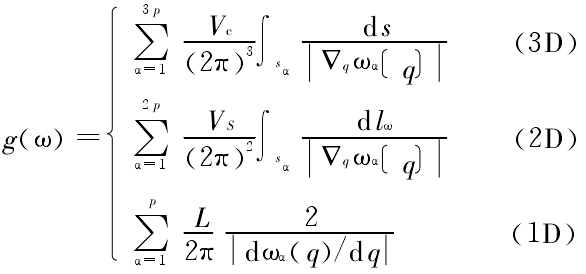 3p Σ α=1 V_c/(2π)^3 ∫_{s_α} ds/|∇_q ω_α(q)| (3D)
g(ω) = { 2p Σ α=1 V_S/(2π)^2 ∫_{s_α} dl_ω/|∇_q ω_α(q)| (2D)
p Σ α=1 L/2π 2/|dω_α(q)/dq| (1D)